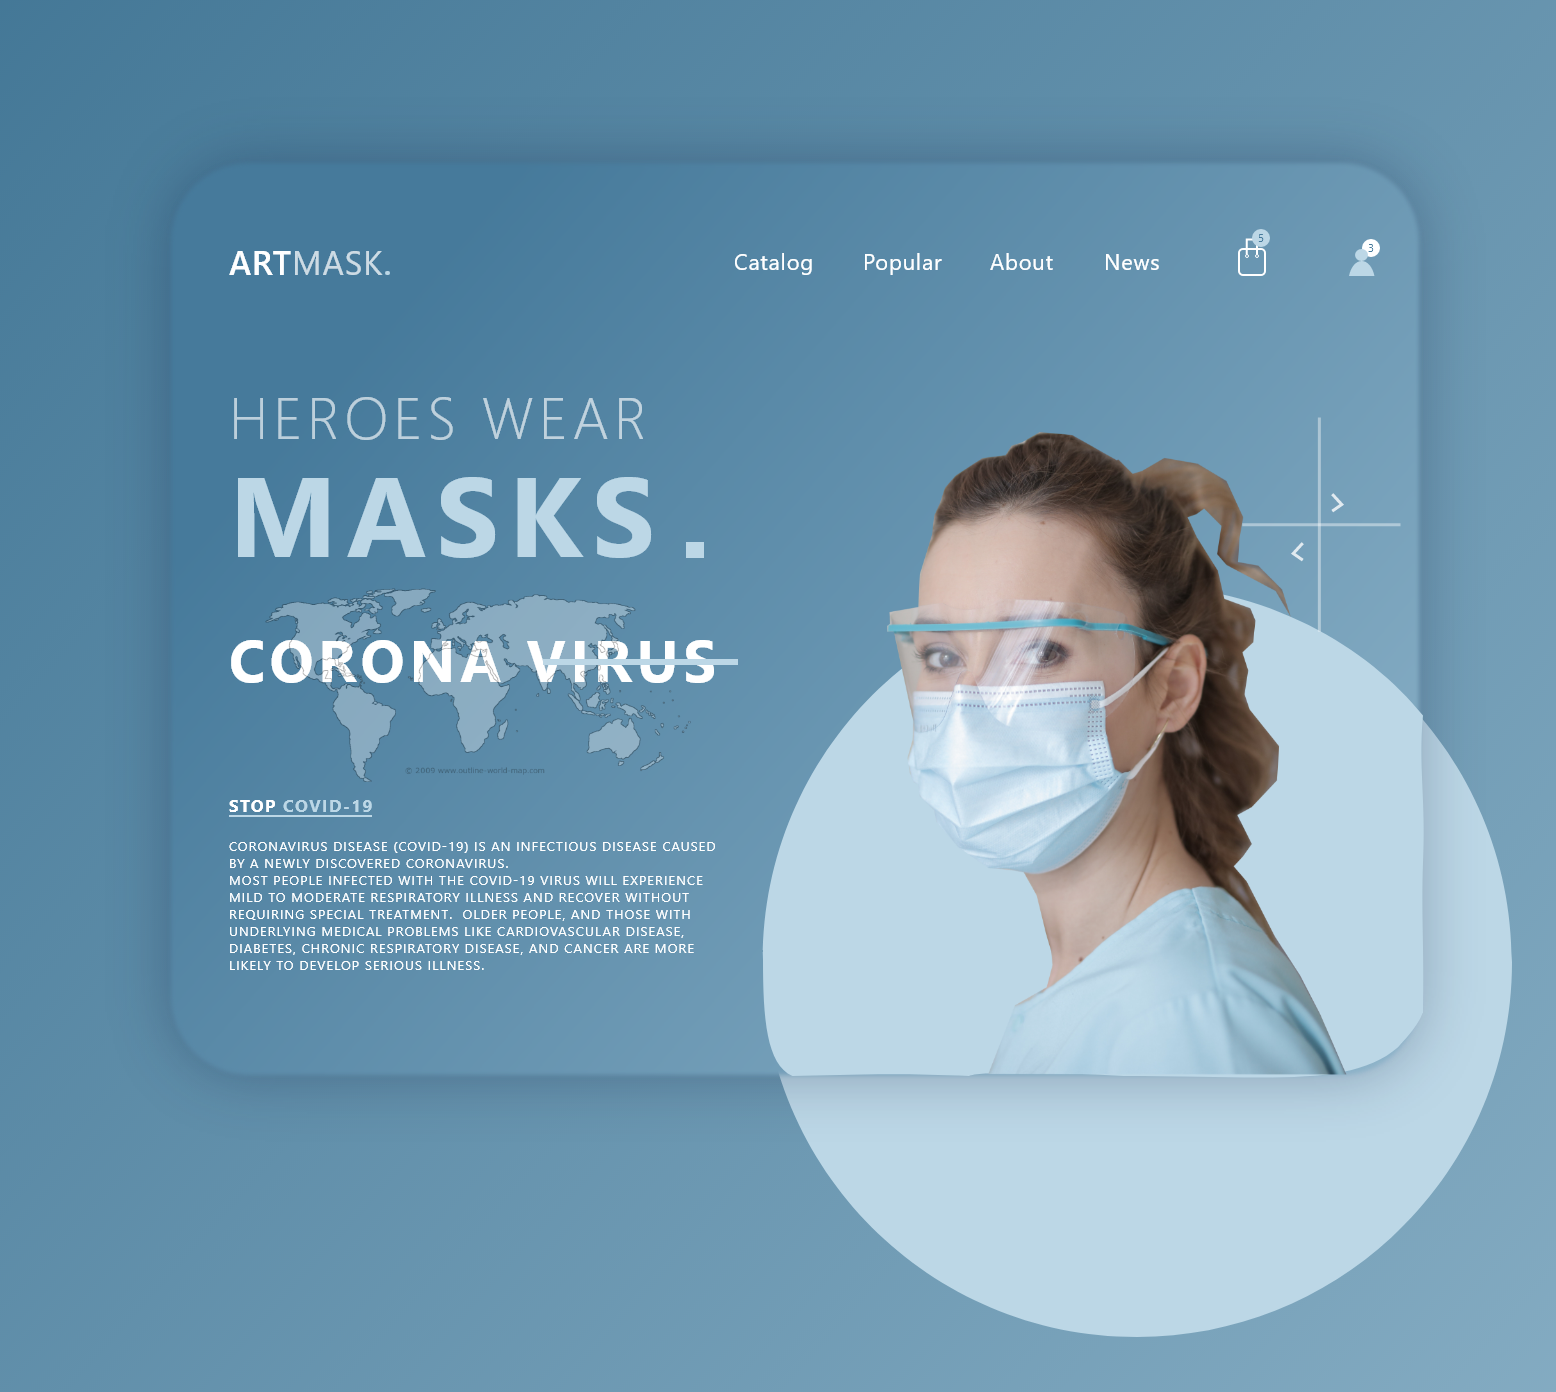 ARTMASK.
Catalog Popular About News 5 3
HEROES WEAR
MASKS.
CORONA VIRUS
© 2009 www.outline-world-map.com
STOP COVID-19
CORONAVIRUS DISEASE (COVID-19) IS AN INFECTIOUS DISEASE CAUSED
BY A NEWLY DISCOVERED CORONAVIRUS.
MOST PEOPLE INFECTED WITH THE COVID-19 VIRUS WILL EXPERIENCE
MILD TO MODERATE RESPIRATORY ILLNESS AND RECOVER WITHOUT
REQUIRING SPECIAL TREATMENT.  OLDER PEOPLE, AND THOSE WITH
UNDERLYING MEDICAL PROBLEMS LIKE CARDIOVASCULAR DISEASE,
DIABETES, CHRONIC RESPIRATORY DISEASE, AND CANCER ARE MORE
LIKELY TO DEVELOP SERIOUS ILLNESS.